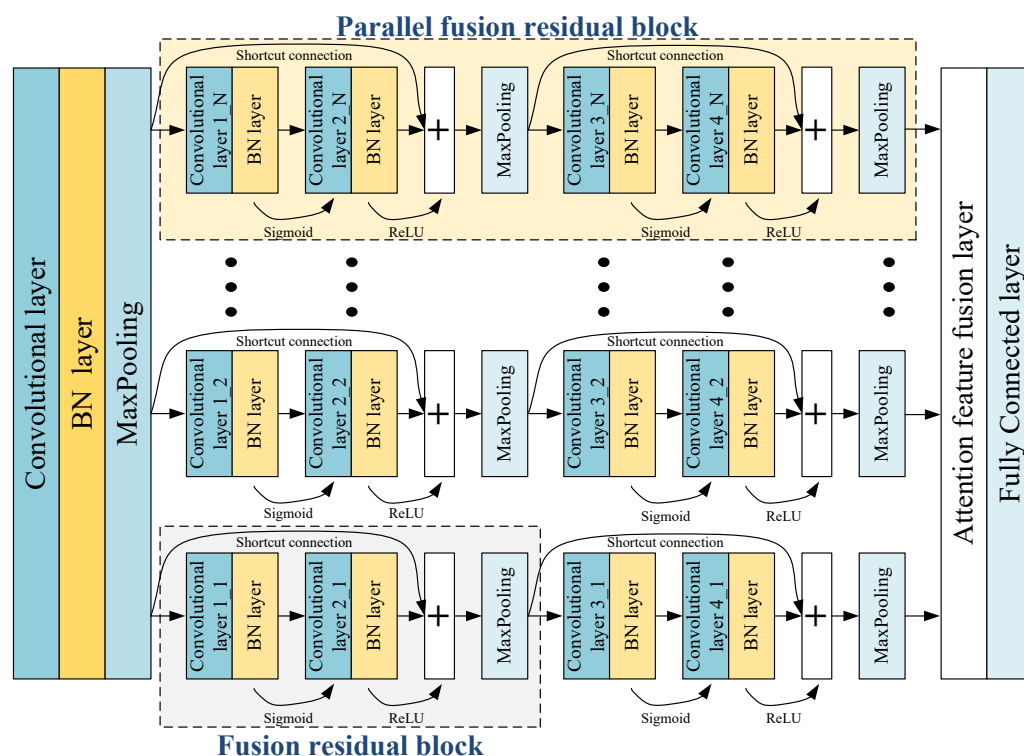 Parallel fusion residual block
Convolutional layer
BN layer
MaxPooling
Shortcut connection
Convolutional
layer 1_N
BN layer
Convolutional
layer 2_N
BN layer
+
MaxPooling
Sigmoid
ReLU
Shortcut connection
Convolutional
layer 3_N
BN layer
Convolutional
layer 4_N
BN layer
+
MaxPooling
Sigmoid
ReLU
Shortcut connection
Convolutional
layer 1_2
BN layer
Convolutional
layer 2_2
BN layer
+
MaxPooling
Sigmoid
ReLU
Shortcut connection
Convolutional
layer 3_2
BN layer
Convolutional
layer 4_2
BN layer
+
MaxPooling
Sigmoid
ReLU
Shortcut connection
Convolutional
layer 1_1
BN layer
Convolutional
layer 2_1
BN layer
+
MaxPooling
Sigmoid
ReLU
Shortcut connection
Convolutional
layer 3_1
BN layer
Convolutional
layer 4_1
BN layer
+
MaxPooling
Sigmoid
ReLU
Attention feature fusion layer
Fully Connected layer
Fusion residual block